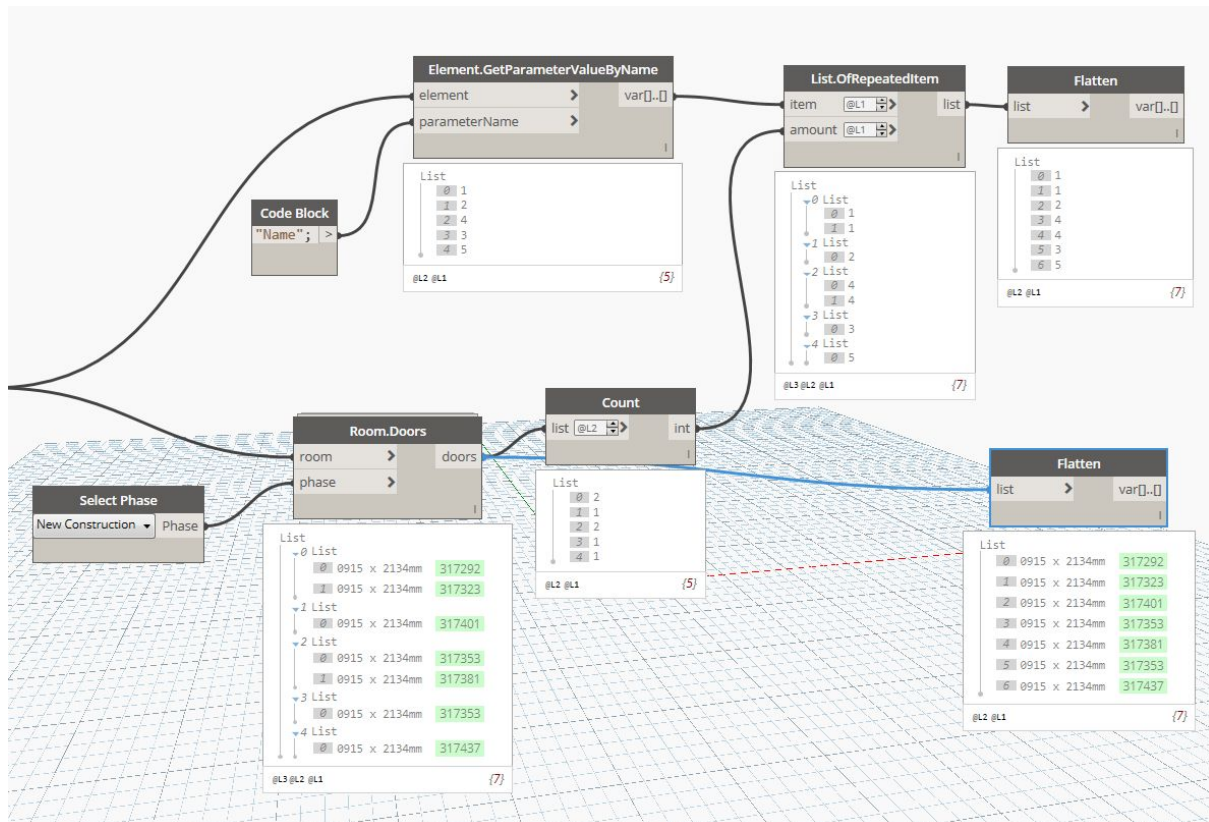 Element.GetParameterValueByName
element > var[]..[]
parameterName >
List
0 1
1 2
2 4
3 3
4 5
@L2 @L1 {5}
List.OfRepeatedItem
item @L1 > list
amount @L1 >
List
0 List
0 1
1 1
1 List
0 2
2 List
0 4
1 4
3 List
0 3
4 List
0 5
@L3 @L2 @L1 {7}
Flatten
list > var[]..[]
List
0 1
1 1
2 2
3 4
4 4
5 3
6 5
@L2 @L1 {7}
Code Block
"Name"; >
Select Phase
New Construction Phase
Room.Doors
room > doors
phase >
List
0 List
0 0915 x 2134mm 317292
1 0915 x 2134mm 317323
1 List
0 0915 x 2134mm 317401
2 List
0 0915 x 2134mm 317353
1 0915 x 2134mm 317381
3 List
0 0915 x 2134mm 317353
4 List
0 0915 x 2134mm 317437
@L3 @L2 @L1 {7}
Count
list @L2 > int
List
0 2
1 1
2 2
3 1
4 1
@L2 @L1 {5}
Flatten
list > var[]..[]
List
0 0915 x 2134mm 317292
1 0915 x 2134mm 317323
2 0915 x 2134mm 317401
3 0915 x 2134mm 317353
4 0915 x 2134mm 317381
5 0915 x 2134mm 317353
6 0915 x 2134mm 317437
@L2 @L1 {7}